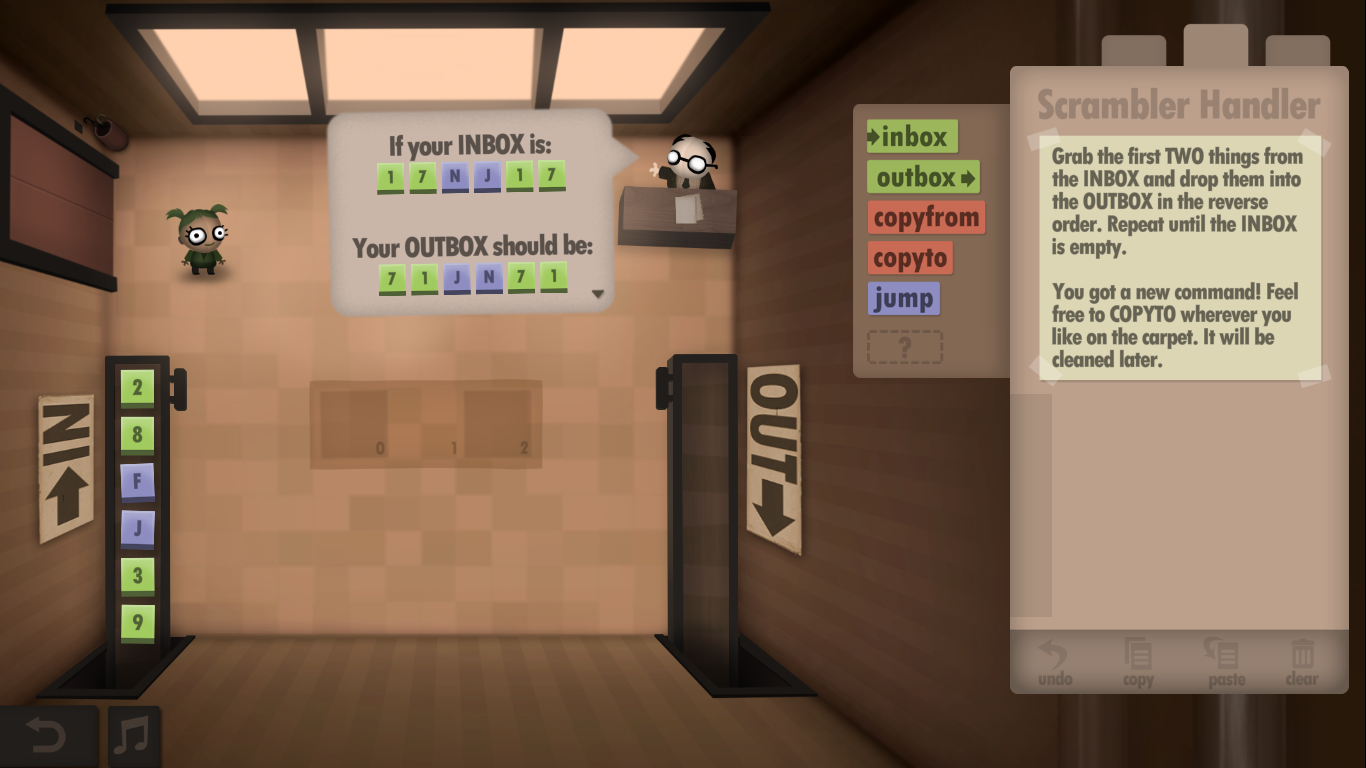 If your INBOX is:
1 7 N J 1 7
Your OUTBOX should be:
7 1 J N 7 1
IN
2
8
F
J
3
9
0 1 2
OUT
inbox
outbox
copyfrom
copyto
jump
?
Scrambler Handler
Grab the first TWO things from
the INBOX and drop them into
the OUTBOX in the reverse
order. Repeat until the INBOX
is empty.
You got a new command! Feel
free to COPYTO wherever you
like on the carpet. It will be
cleaned later.
undo copy paste clear